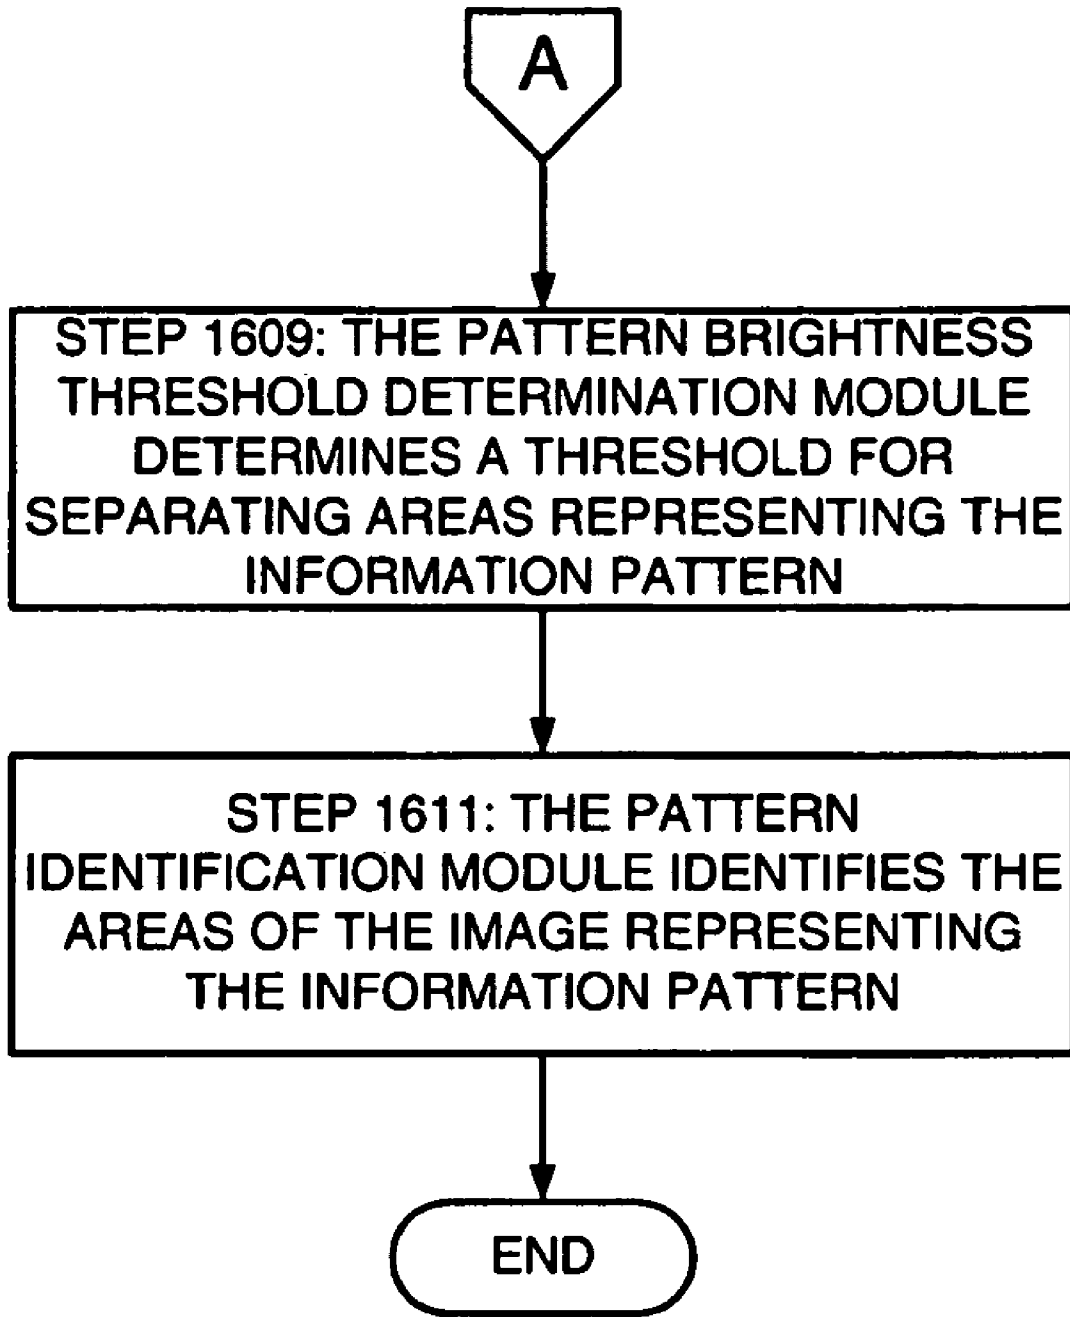 A
STEP 1609: THE PATTERN BRIGHTNESS
THRESHOLD DETERMINATION MODULE
DETERMINES A THRESHOLD FOR
SEPARATING AREAS REPRESENTING THE
INFORMATION PATTERN
STEP 1611: THE PATTERN
IDENTIFICATION MODULE IDENTIFIES THE
AREAS OF THE IMAGE REPRESENTING
THE INFORMATION PATTERN
END